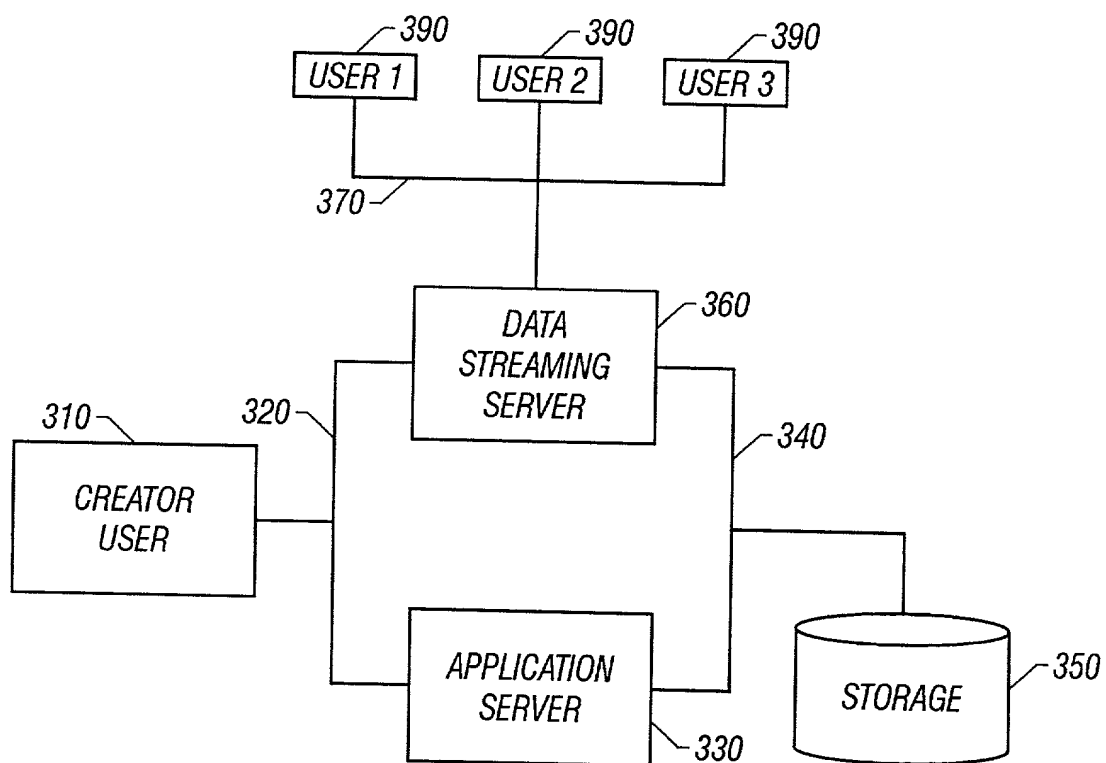 390
390
390
USER 1
USER 2
USER 3
370
DATA
STREAMING
SERVER
360
310
320
340
CREATOR
USER
APPLICATION
SERVER
330
STORAGE
350